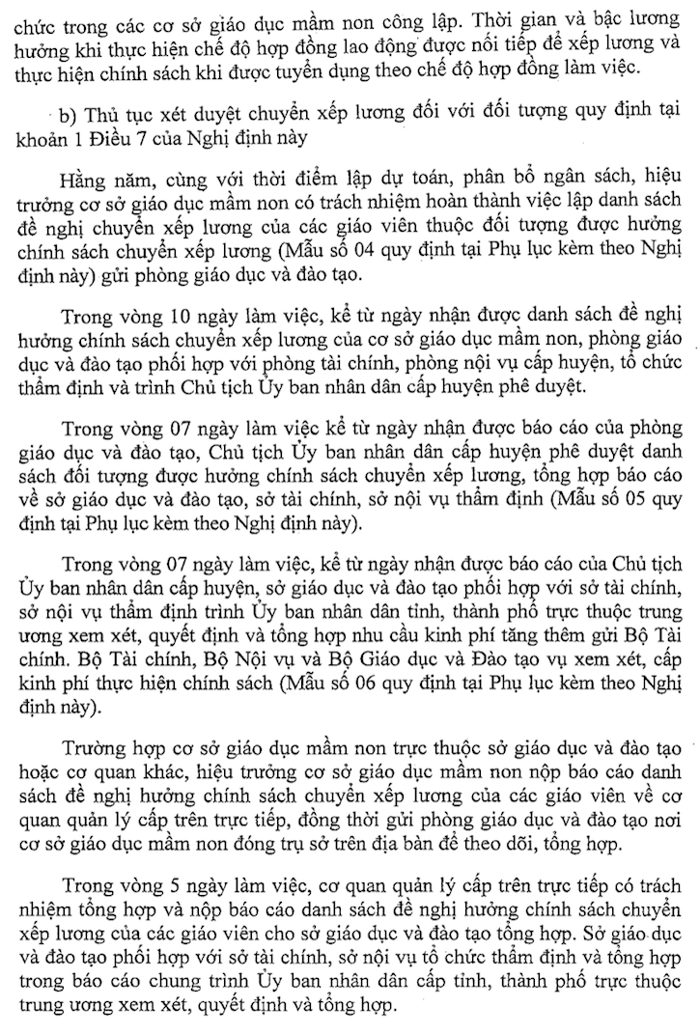 chức trong các cơ sở giáo dục mầm non công lập. Thời gian và bậc lương
hưởng khi thực hiện chế độ hợp đồng lao động được nối tiếp để xếp lương và
thực hiện chính sách khi được tuyển dụng theo chế độ hợp đồng làm việc.
b) Thủ tục xét duyệt chuyển xếp lương đối với đối tượng quy định tại
khoản 1 Điều 7 của Nghị định này
Hằng năm, cùng với thời điểm lập dự toán, phân bổ ngân sách, hiệu
trưởng cơ sở giáo dục mầm non có trách nhiệm hoàn thành việc lập danh sách
đề nghị chuyển xếp lương của các giáo viên thuộc đối tượng được hưởng
chính sách chuyển xếp lương (Mẫu số 04 quy định tại Phụ lục kèm theo Nghị
định này) gửi phòng giáo dục và đào tạo.
Trong vòng 10 ngày làm việc, kể từ ngày nhận được danh sách đề nghị
hưởng chính sách chuyển xếp lương của cơ sở giáo dục mầm non, phòng giáo
dục và đào tạo phối hợp với phòng tài chính, phòng nội vụ cấp huyện, tổ chức
thẩm định và trình Chủ tịch Ủy ban nhân dân cấp huyện phê duyệt.
Trong vòng 07 ngày làm việc kể từ ngày nhận được báo cáo của phòng
giáo dục và đào tạo, Chủ tịch Ủy ban nhân dân cấp huyện phê duyệt danh
sách đối tượng được hưởng chính sách chuyển xếp lương, tổng hợp báo cáo
về sở giáo dục và đào tạo, sở tài chính, sở nội vụ thẩm định (Mẫu số 05 quy
định tại Phụ lục kèm theo Nghị định này).
Trong vòng 07 ngày làm việc, kể từ ngày nhận được báo cáo của Chủ tịch
Ủy ban nhân dân cấp huyện, sở giáo dục và đào tạo phối hợp với sở tài chính,
sở nội vụ thẩm định trình Ủy ban nhân dân tỉnh, thành phố trực thuộc trung
ương xem xét, quyết định và tổng hợp nhu cầu kinh phí tăng thêm gửi Bộ Tài
chính. Bộ Tài chính, Bộ Nội vụ và Bộ Giáo dục và Đào tạo vụ xem xét, cấp
kinh phí thực hiện chính sách (Mẫu số 06 quy định tại Phụ lục kèm theo Nghị
định này).
Trường hợp cơ sở giáo dục mầm non trực thuộc sở giáo dục và đào tạo
hoặc cơ quan khác, hiệu trưởng cơ sở giáo dục mầm non nộp báo cáo danh
sách đề nghị hưởng chính sách chuyển xếp lương của các giáo viên về cơ
quan quản lý cấp trên trực tiếp, đồng thời gửi phòng giáo dục và đào tạo nơi
cơ sở giáo dục mầm non đóng trụ sở trên địa bàn để theo dõi, tổng hợp.
Trong vòng 5 ngày làm việc, cơ quan quản lý cấp trên trực tiếp có trách
nhiệm tổng hợp và nộp báo cáo danh sách đề nghị hưởng chính sách chuyển
xếp lương của các giáo viên cho sở giáo dục và đào tạo tổng hợp. Sở giáo dục
và đào tạo phối hợp với sở tài chính, sở nội vụ tổ chức thẩm định và tổng hợp
trong báo cáo chung trình Ủy ban nhân dân cấp tỉnh, thành phố trực thuộc
trung ương xem xét, quyết định và tổng hợp.